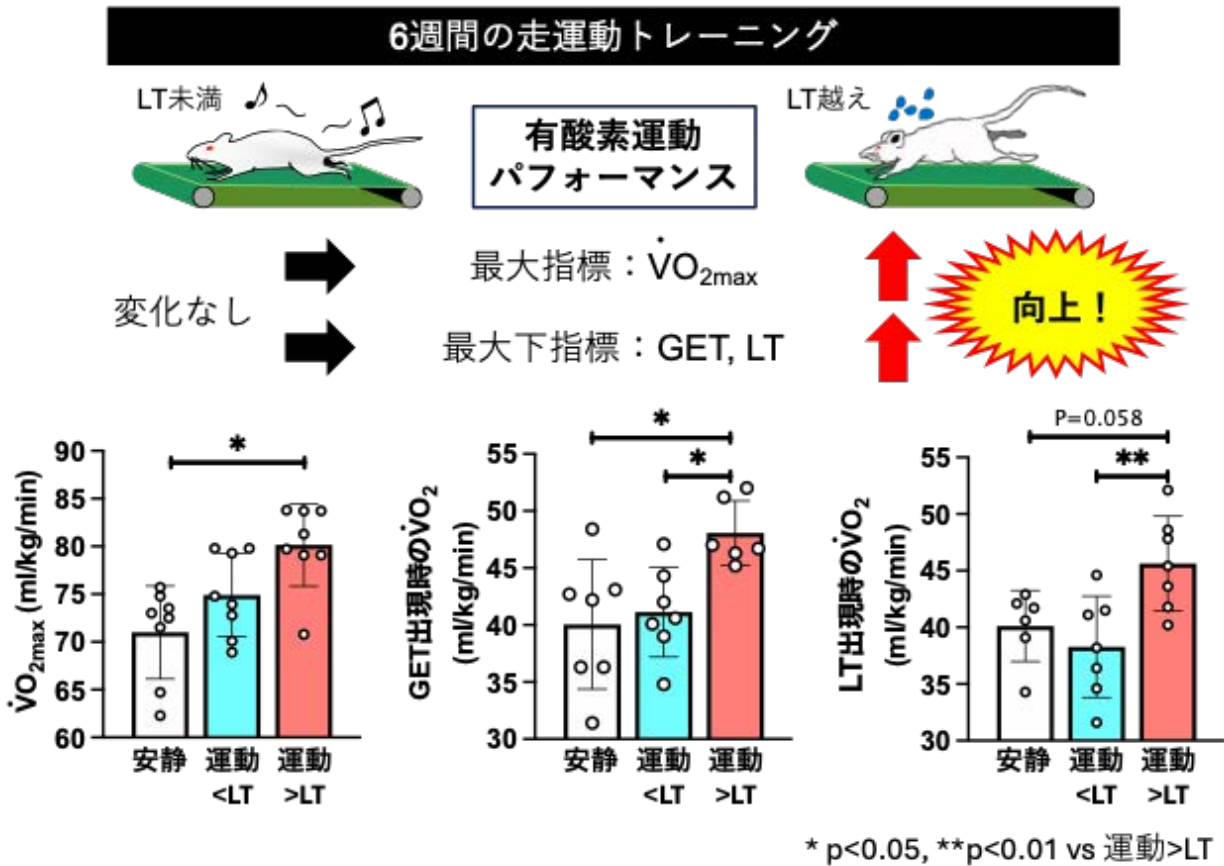 6週間の走運動トレーニング
LT未満
有酸素運動
パフォーマンス
LT越え
変化なし
最大指標：V̇O2max
最大下指標：GET, LT
向上！
V̇O2max (ml/kg/min)
90
85
80
75
70
65
60
*
安静
運動
<LT
運動
>LT
GET出現時のV̇O2
(ml/kg/min)
55
50
45
40
35
30
*
*
安静
運動
<LT
運動
>LT
LT出現時のV̇O2
(ml/kg/min)
55
50
45
40
35
30
P=0.058
**
安静
運動
<LT
運動
>LT
* p<0.05, **p<0.01 vs 運動>LT